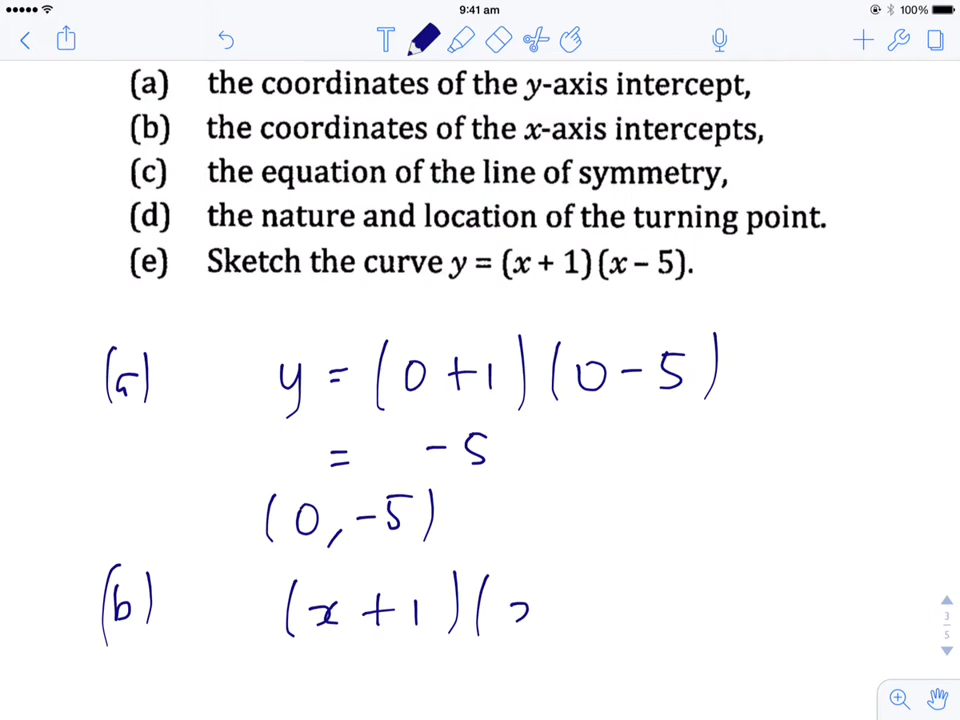 9:41 am
100%
T
(a) the coordinates of the y-axis intercept,
(b) the coordinates of the x-axis intercepts,
(c) the equation of the line of symmetry,
(d) the nature and location of the turning point.
(e) Sketch the curve y = (x + 1)(x – 5).
(a) y = (0 + 1)(0 - 5)
= -5
(0, -5)
(b) (x + 1)(
3
5